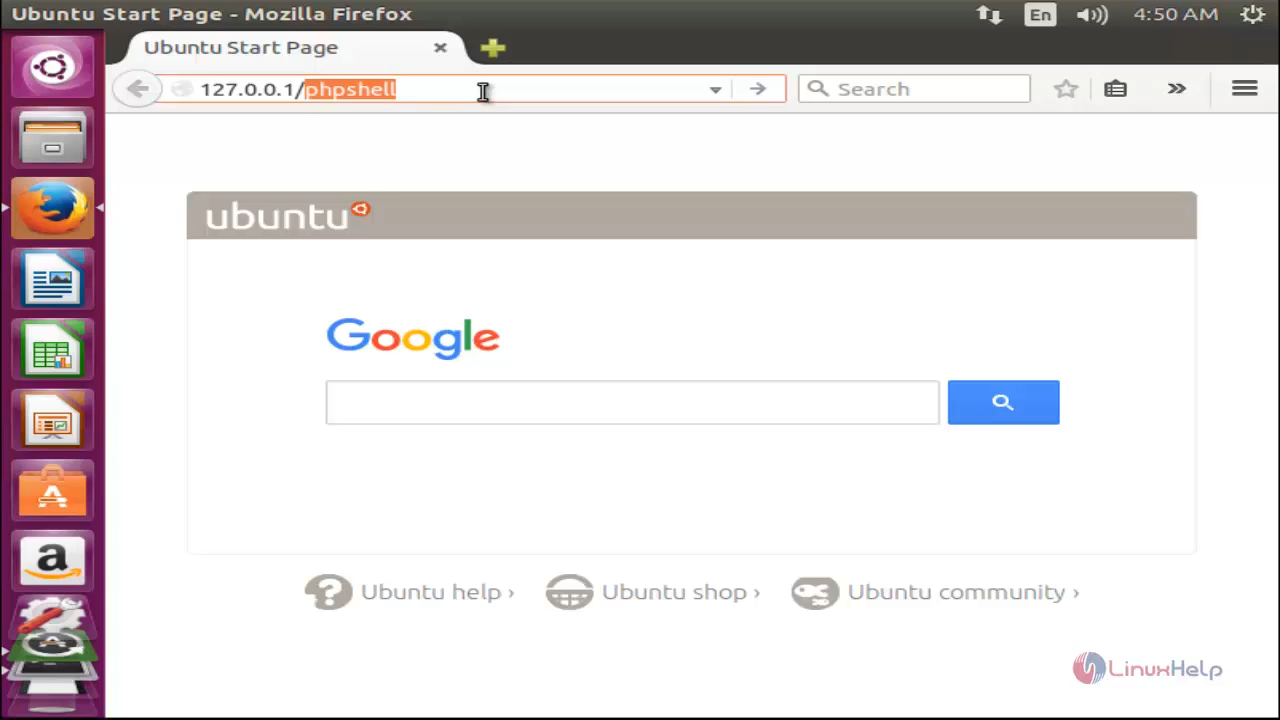 Ubuntu Start Page - Mozilla Firefox
En
4:50 AM
Ubuntu Start Page
127.0.0.1/phpshell
Search
ubuntu
Google
Ubuntu help ›
Ubuntu shop ›
Ubuntu community ›
LinuxHelp